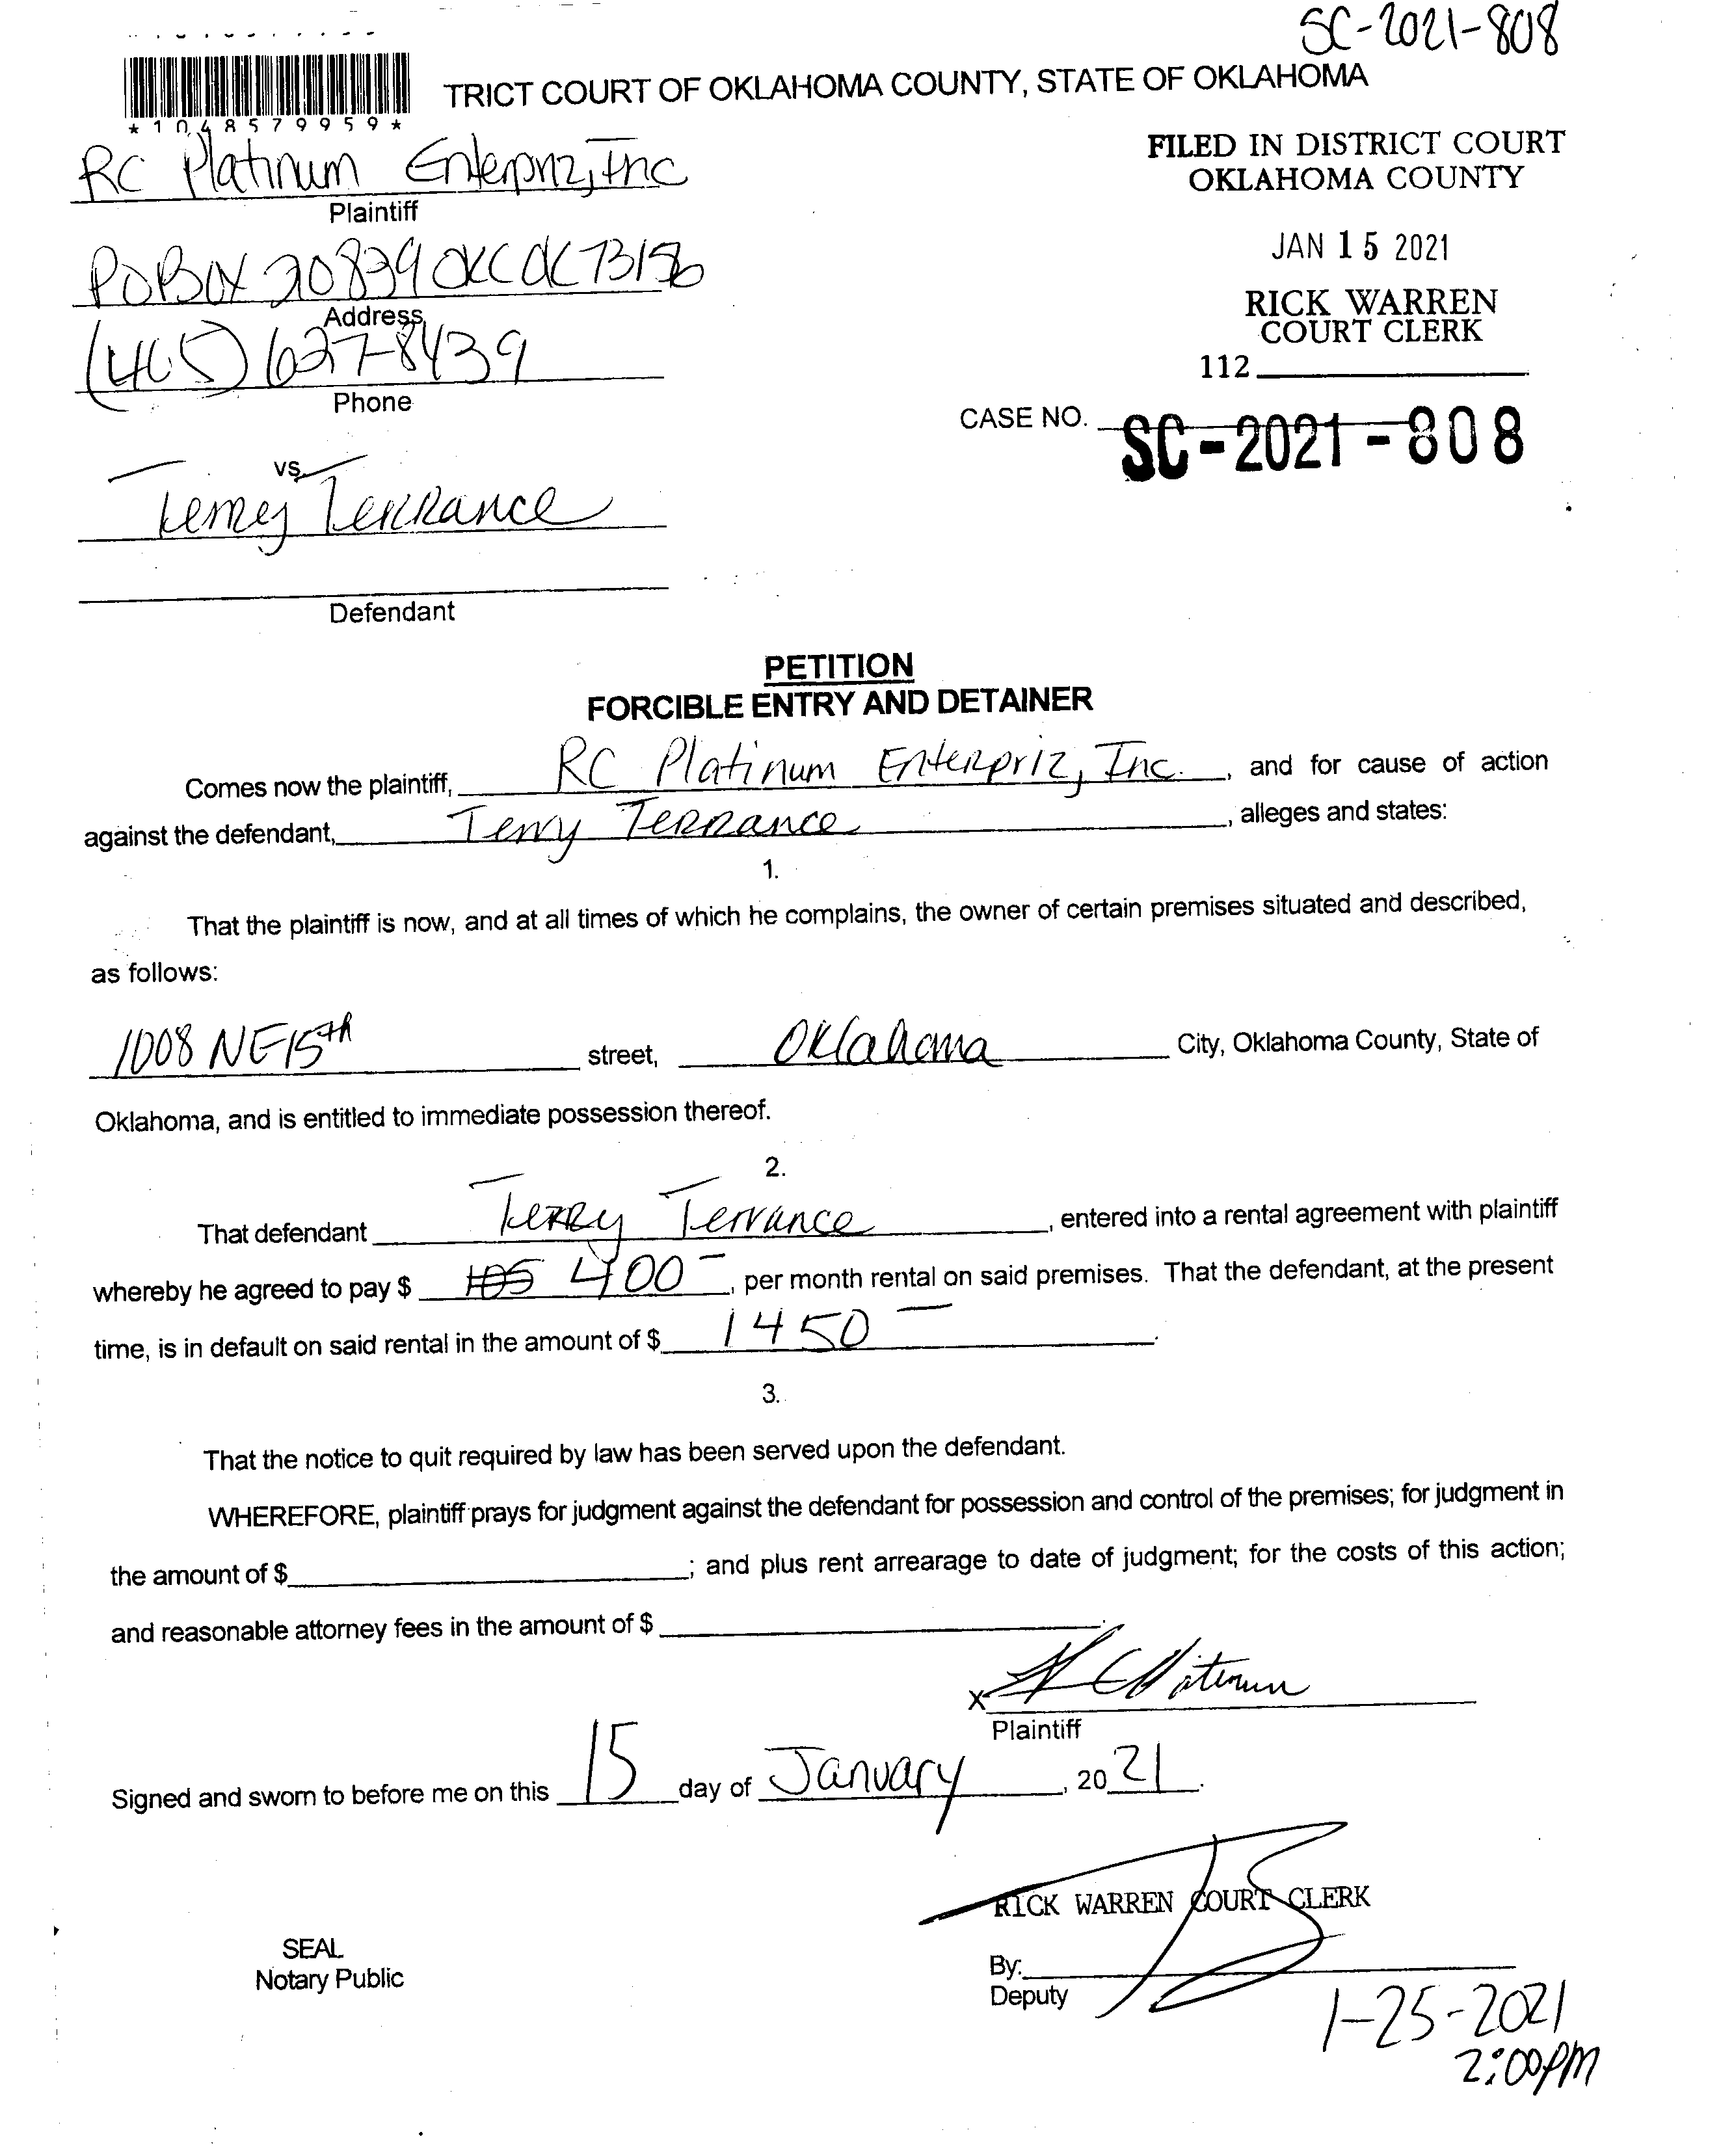 SC-2021-808
TRICT COURT OF OKLAHOMA COUNTY, STATE OF OKLAHOMA
*1048579959*
RC Platinum Enterpriz, Inc
Plaintiff
FILED IN DISTRICT COURT
OKLAHOMA COUNTY
JAN 15 2021
RICK WARREN
COURT CLERK
112
PO BOX 20839 OKC OK 73156
Address
(405) 627-8439
Phone
CASE NO. SC-2021-808
vs.
Terry Terrance
Defendant
PETITION
FORCIBLE ENTRY AND DETAINER
Comes now the plaintiff, RC Platinum Enterpriz, Inc. , and for cause of action
against the defendant, Terry Terrance , alleges and states:
1.
That the plaintiff is now, and at all times of which he complains, the owner of certain premises situated and described,
as follows:
1008 NE 15th street, Oklahoma City, Oklahoma County, State of
Oklahoma, and is entitled to immediate possession thereof.
2.
That defendant Terry Terrance , entered into a rental agreement with plaintiff
whereby he agreed to pay $ 400- , per month rental on said premises. That the defendant, at the present
time, is in default on said rental in the amount of $ 1450- .
3.
That the notice to quit required by law has been served upon the defendant.
WHEREFORE, plaintiff prays for judgment against the defendant for possession and control of the premises; for judgment in
the amount of $ ; and plus rent arrearage to date of judgment; for the costs of this action;
and reasonable attorney fees in the amount of $ .
X RC Platinum
Plaintiff
Signed and sworn to before me on this 15 day of January , 20 21 .
RICK WARREN COURT CLERK
SEAL
Notary Public
By:
Deputy
1-25-2021
2:00pm